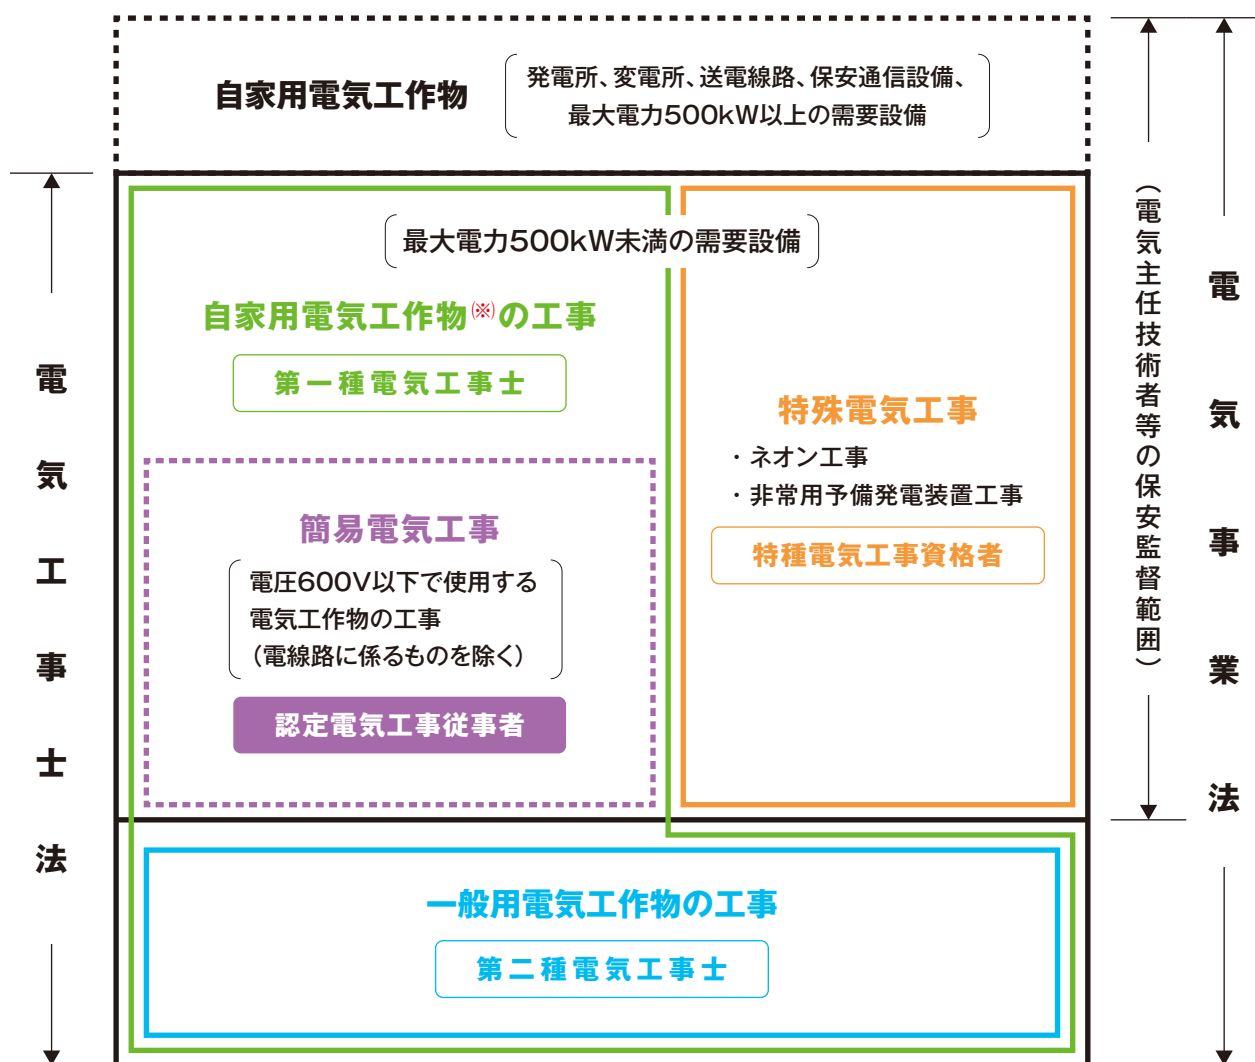 自家用電気工作物
発電所、変電所、送電線路、保安通信設備、
最大電力500kW以上の需要設備
最大電力500kW未満の需要設備
自家用電気工作物(※)の工事
第一種電気工事士
簡易電気工事
電圧600V以下で使用する
電気工作物の工事
（電線路に係るものを除く）
認定電気工事従事者
特殊電気工事
・ネオン工事
・非常用予備発電装置工事
特種電気工事資格者
一般用電気工作物の工事
第二種電気工事士
電気工事士法
（電気主任技術者等の保安監督範囲）
電気事業法